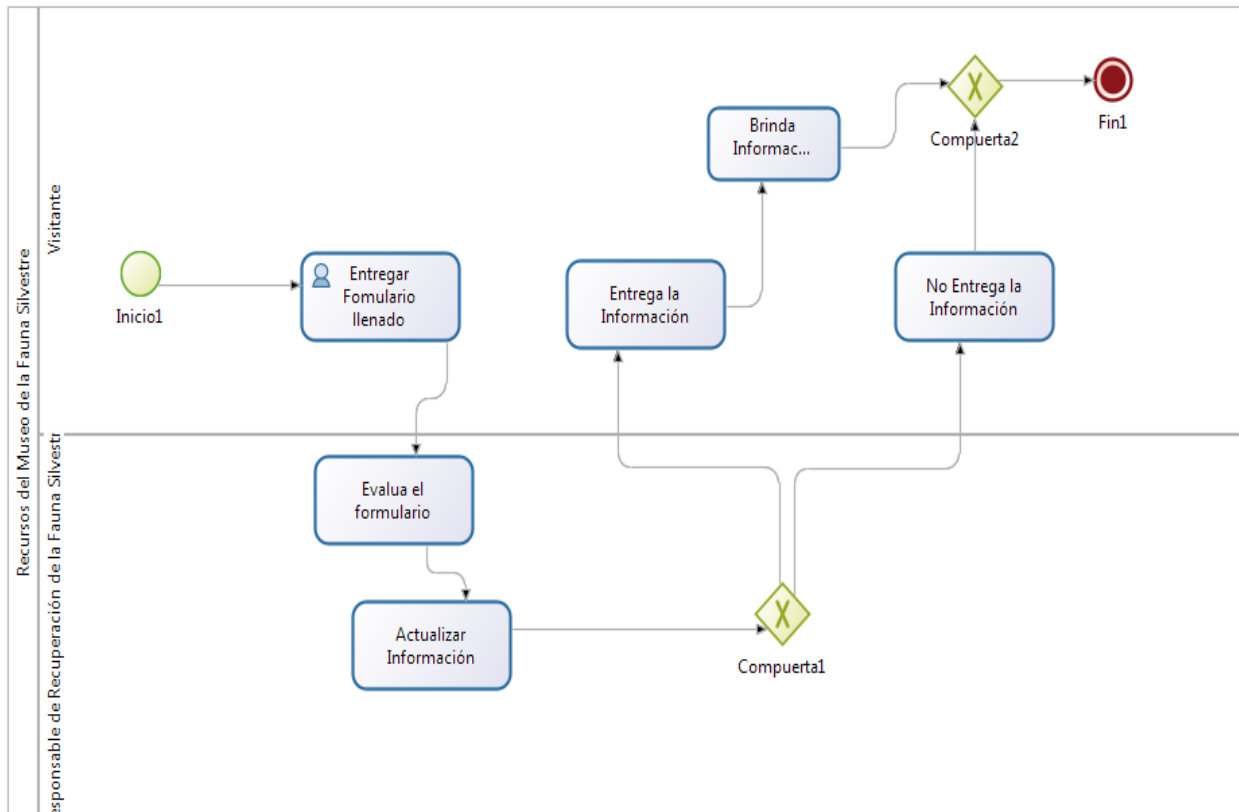 Recursos del Museo de la Fauna Silvestre
Visitante
Inicio1
Entregar
Fomulario
llenado
Entrega la
Información
Brinda
Informac...
No Entrega la
Información
Compuerta2
Fin1
esponsable de Recuperación de la Fauna Silvestr
Evalua el
formulario
Actualizar
Información
Compuerta1